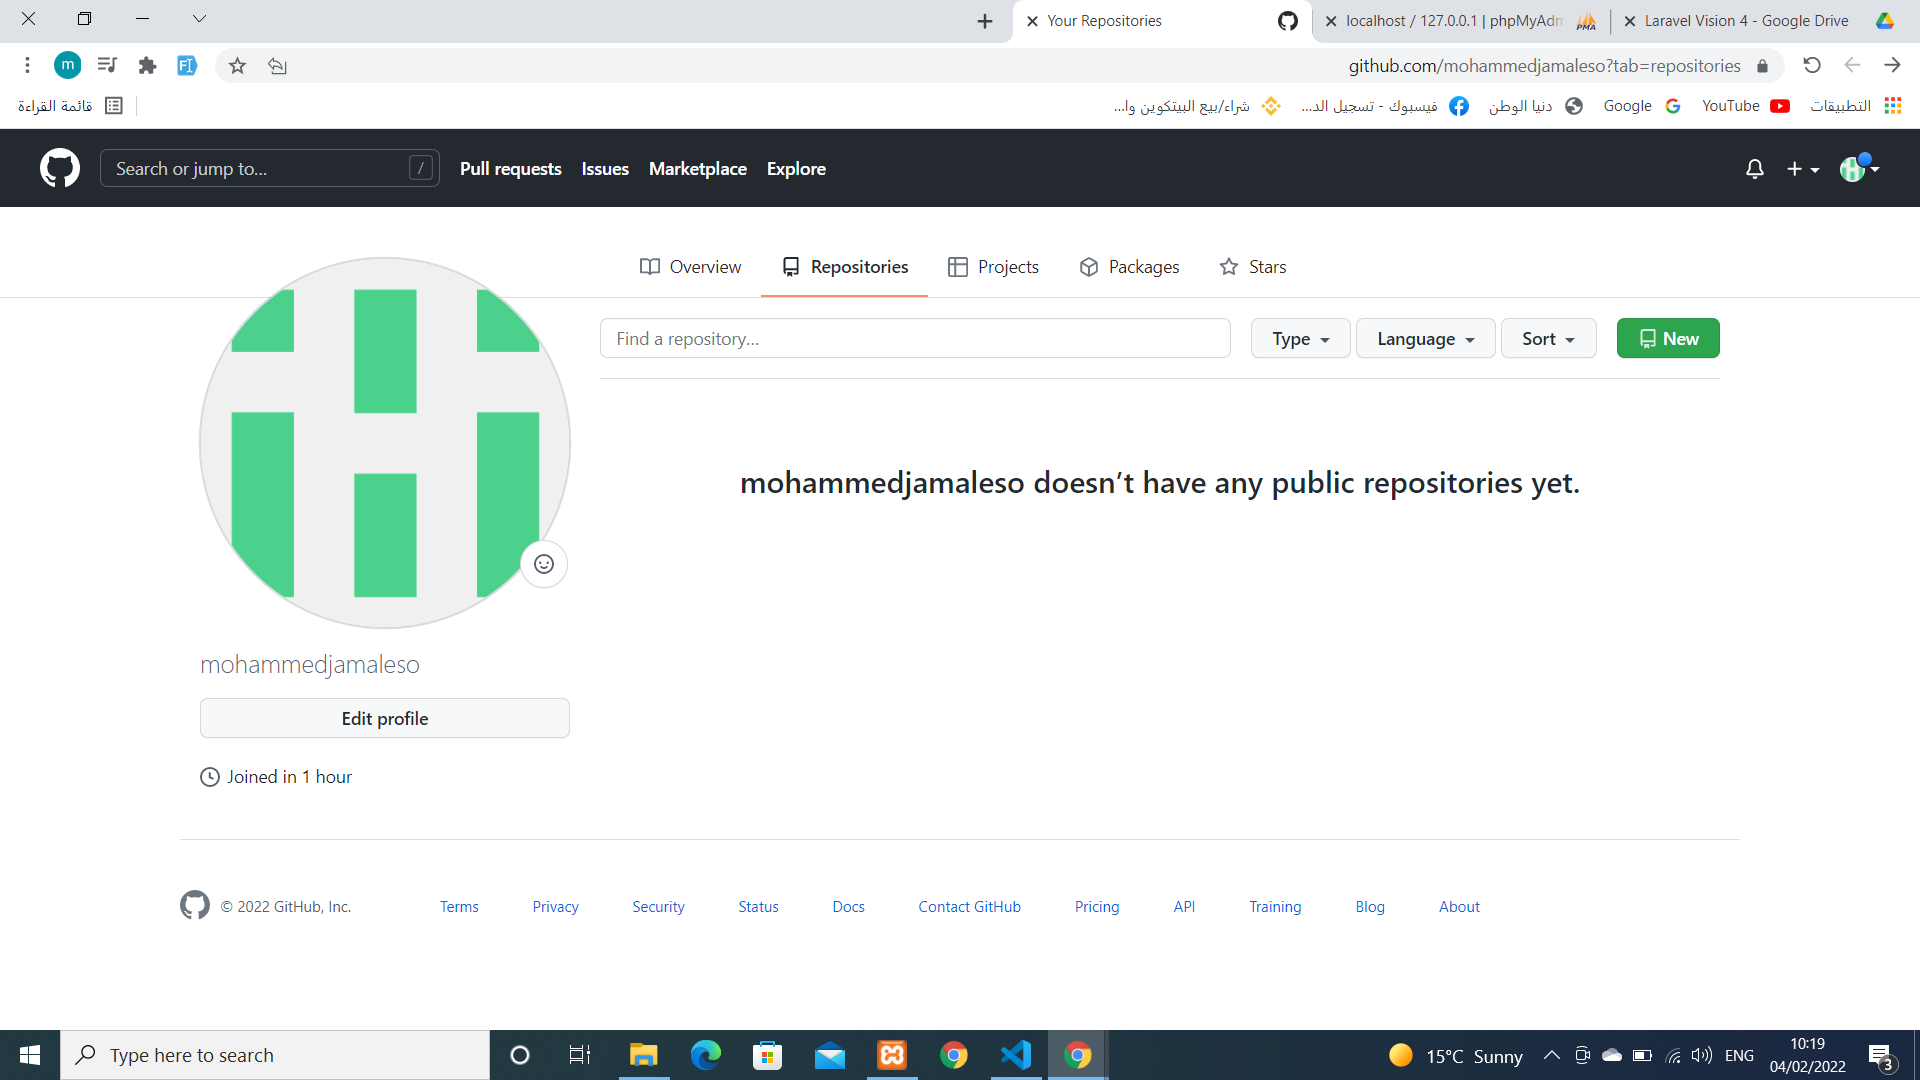 Your Repositories
localhost / 127.0.0.1 | phpMyAdm
Laravel Vision 4 - Google Drive
m
github.com/mohammedjamaleso?tab=repositories
قائمة القراءة
شراء/بيع البيتكوين وا...
فيسبوك - تسجيل الد...
دنيا الوطن
Google
YouTube
التطبيقات
Search or jump to...
/
Pull requests
Issues
Marketplace
Explore
Overview
Repositories
Projects
Packages
Stars
Find a repository...
Type
Language
Sort
New
mohammedjamaleso doesn’t have any public repositories yet.
mohammedjamaleso
Edit profile
Joined in 1 hour
© 2022 GitHub, Inc.
Terms
Privacy
Security
Status
Docs
Contact GitHub
Pricing
API
Training
Blog
About
Type here to search
15°C Sunny
ENG
10:19
04/02/2022
3